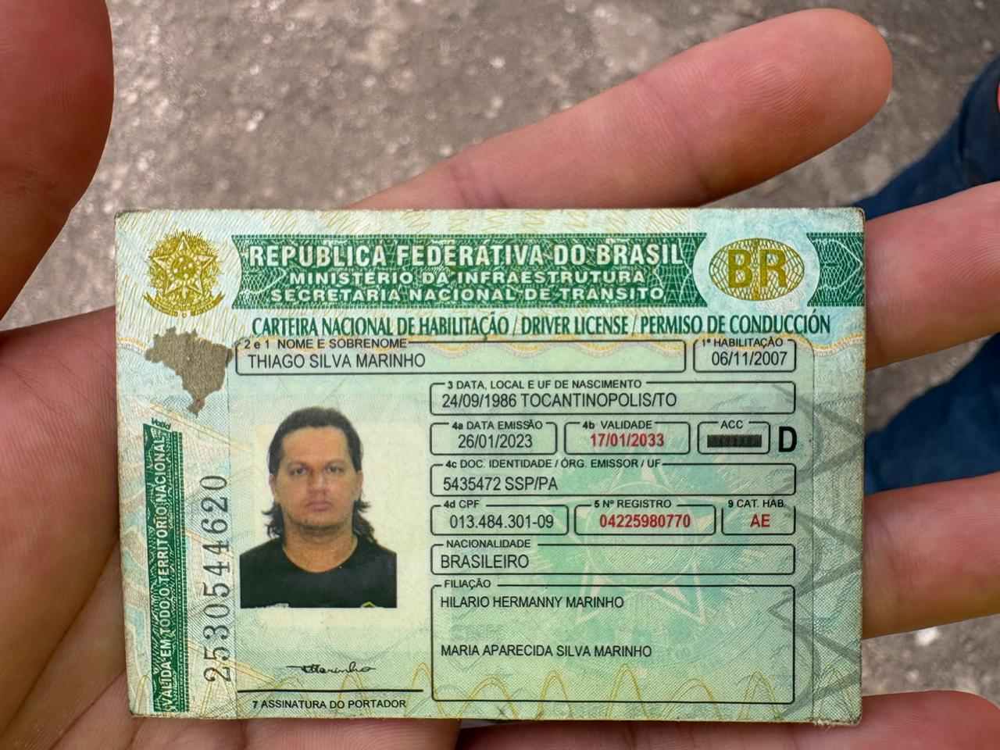 REPÚBLICA FEDERATIVA DO BRASIL
MINISTÉRIO DA INFRAESTRUTURA
SECRETARIA NACIONAL DE TRÂNSITO
BR
CARTEIRA NACIONAL DE HABILITAÇÃO / DRIVER LICENSE / PERMISO DE CONDUCCIÓN
2 e 1 NOME E SOBRENOME
THIAGO SILVA MARINHO
1ª HABILITAÇÃO
06/11/2007
3 DATA, LOCAL E UF DE NASCIMENTO
24/09/1986 TOCANTINOPOLIS/TO
4a DATA EMISSÃO
26/01/2023
4b VALIDADE
17/01/2033
ACC
D
4c DOC. IDENTIDADE / ÓRG. EMISSOR / UF
5435472 SSP/PA
4d CPF
013.484.301-09
5 Nº REGISTRO
04225980770
9 CAT. HAB.
AE
NACIONALIDADE
BRASILEIRO
FILIAÇÃO
HILARIO HERMANNY MARINHO
MARIA APARECIDA SILVA MARINHO
Valid
VÁLIDA EM TODO O TERRITÓRIO NACIONAL
2530544620
7 ASSINATURA DO PORTADOR